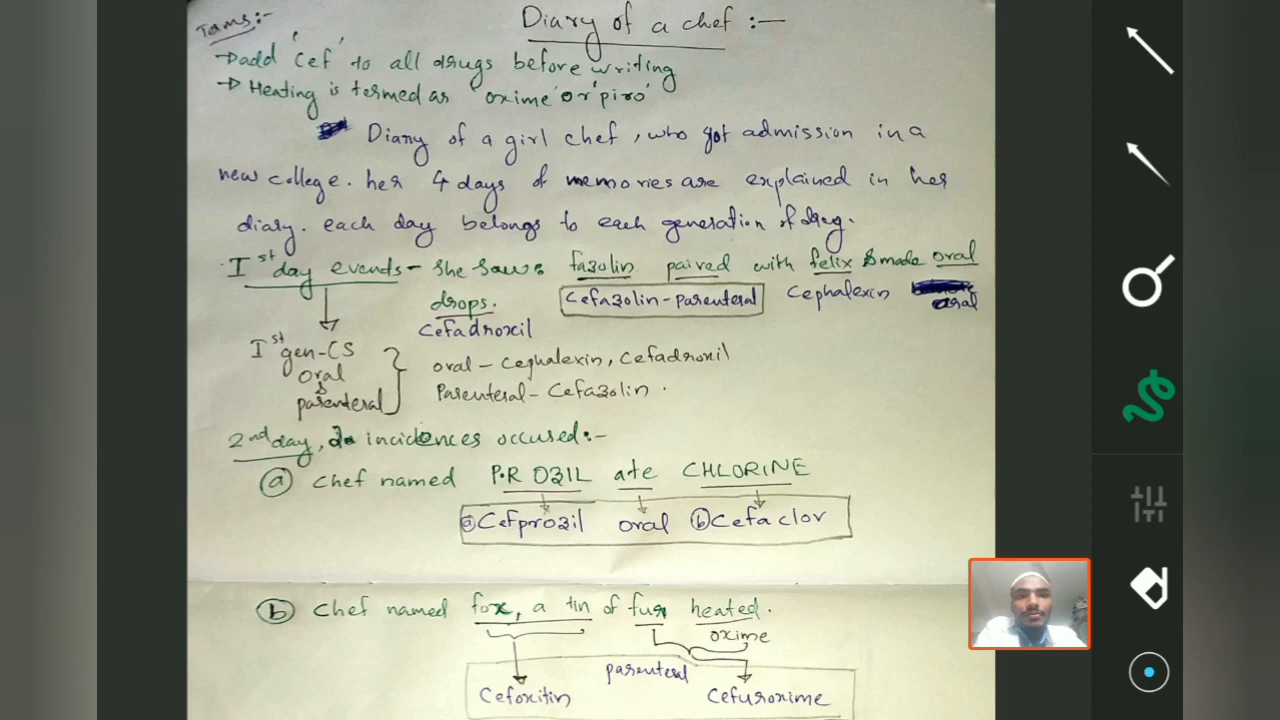 Terms:-
Diary of a chef :-
→ add 'cef' to all drugs before writing
→ Heating is termed as 'oxime' or 'piro'
Diary of a girl chef, who got admission in a
new college. her 4 days of memories are explained in her
diary. each day belongs to each generation of drug.
Ist day events - she saw fazolin paired with felix & made oral
drops. Cefazolin-parenteral Cephalexin oral
Cefadroxil
Ist gen-CS
oral
&
parenteral
oral - Cephalexin, Cefadroxil
Parenteral - Cefazolin.
2nd day, 2 incidences occused:-
(a) Chef named P.ROZIL ate CHLORINE
(a) Cefprozil oral (b) Cefaclor
(b) Chef named fox, a tin of fur heated.
oxime
parenteral
Cefoxitin Cefuroxime